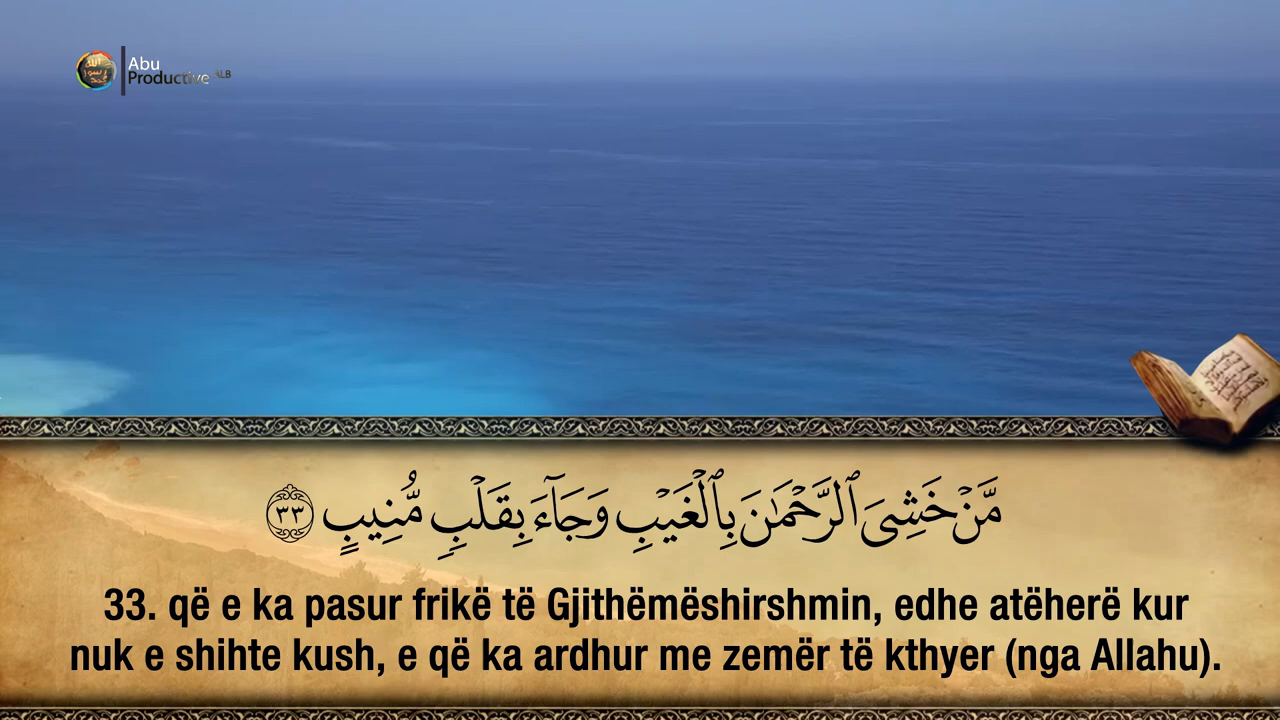 Abu
Productive ALB
مَّنْ خَشِىَ ٱلرَّحْمَٰنَ بِٱلْغَيْبِ وَجَآءَ بِقَلْبٍ مُّنِيبٍ ٣٣
33. që e ka pasur frikë të Gjithëmëshirshmin, edhe atëherë kur
nuk e shihte kush, e që ka ardhur me zemër të kthyer (nga Allahu).